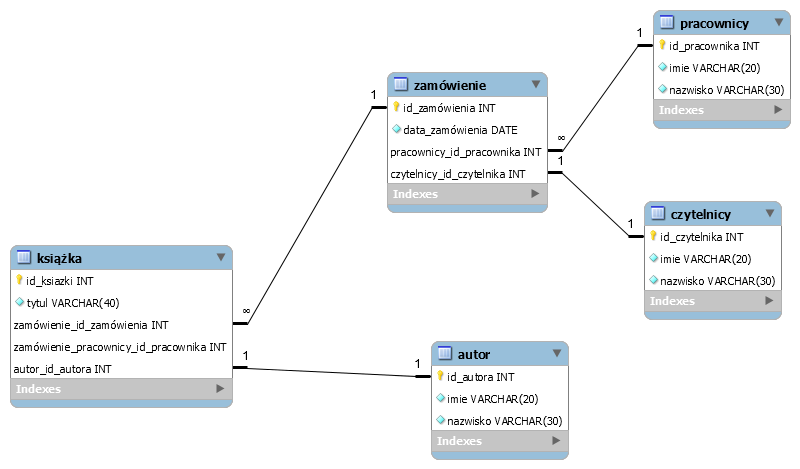 pracownicy
id_pracownika INT
imie VARCHAR(20)
nazwisko VARCHAR(30)
Indexes
1
zamówienie
id_zamówienia INT
data_zamówienia DATE
pracownicy_id_pracownika INT
czytelnicy_id_czytelnika INT
Indexes
1
∞
1
czytelnicy
id_czytelnika INT
imie VARCHAR(20)
nazwisko VARCHAR(30)
Indexes
1
książka
id_ksiazki INT
tytul VARCHAR(40)
zamówienie_id_zamówienia INT
zamówienie_pracownicy_id_pracownika INT
autor_id_autora INT
Indexes
∞
1
autor
id_autora INT
imie VARCHAR(20)
nazwisko VARCHAR(30)
Indexes
1